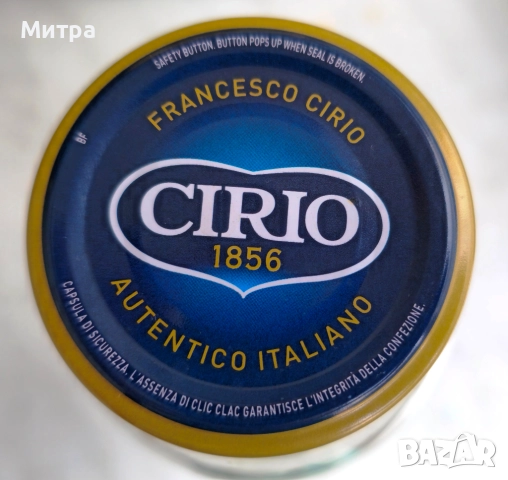 Митра
SAFETY BUTTON. BUTTON POPS UP WHEN SEAL IS BROKEN.
FRANCESCO CIRIO
BF
CIRIO
1856
AUTENTICO ITALIANO
CAPSULA DI SICUREZZA. L'ASSENZA DI CLIC CLAC GARANTISCE L'INTEGRITÀ DELLA CONFEZIONE.
BAZAR